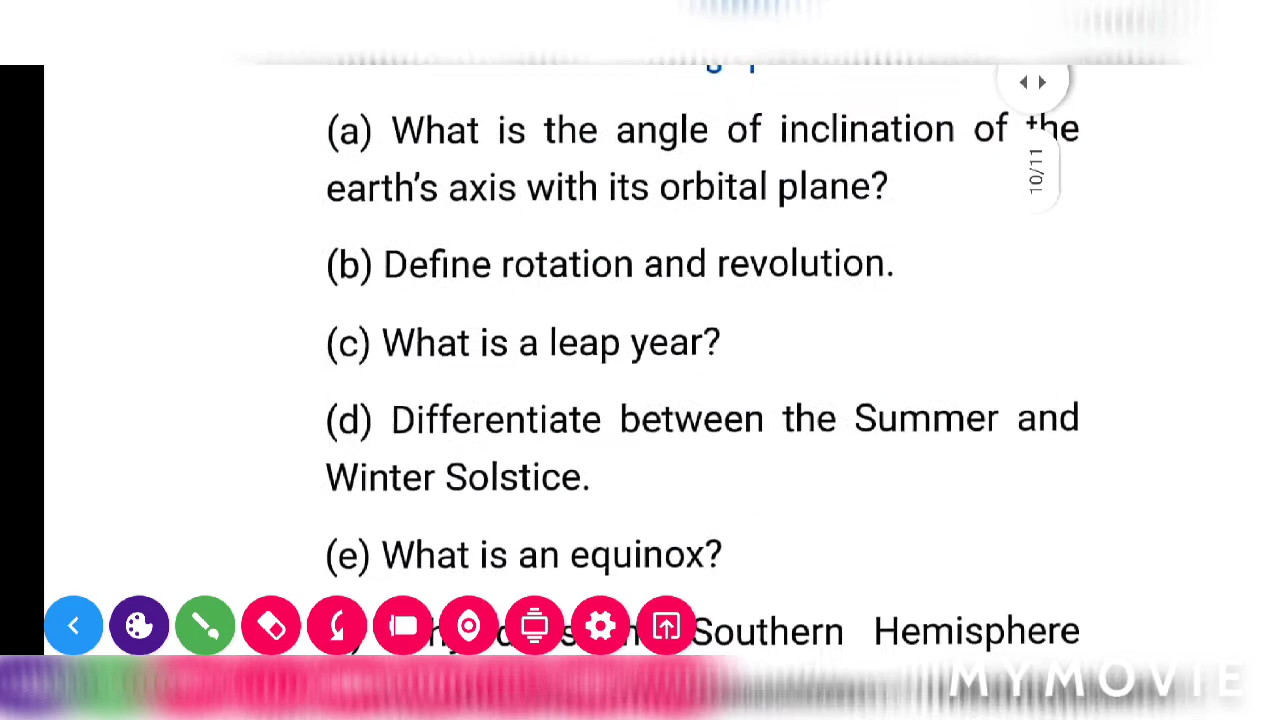 (a) What is the angle of inclination of the
earth's axis with its orbital plane?
10/11
(b) Define rotation and revolution.
(c) What is a leap year?
(d) Differentiate between the Summer and
Winter Solstice.
(e) What is an equinox?
Southern Hemisphere
MYMOVIE